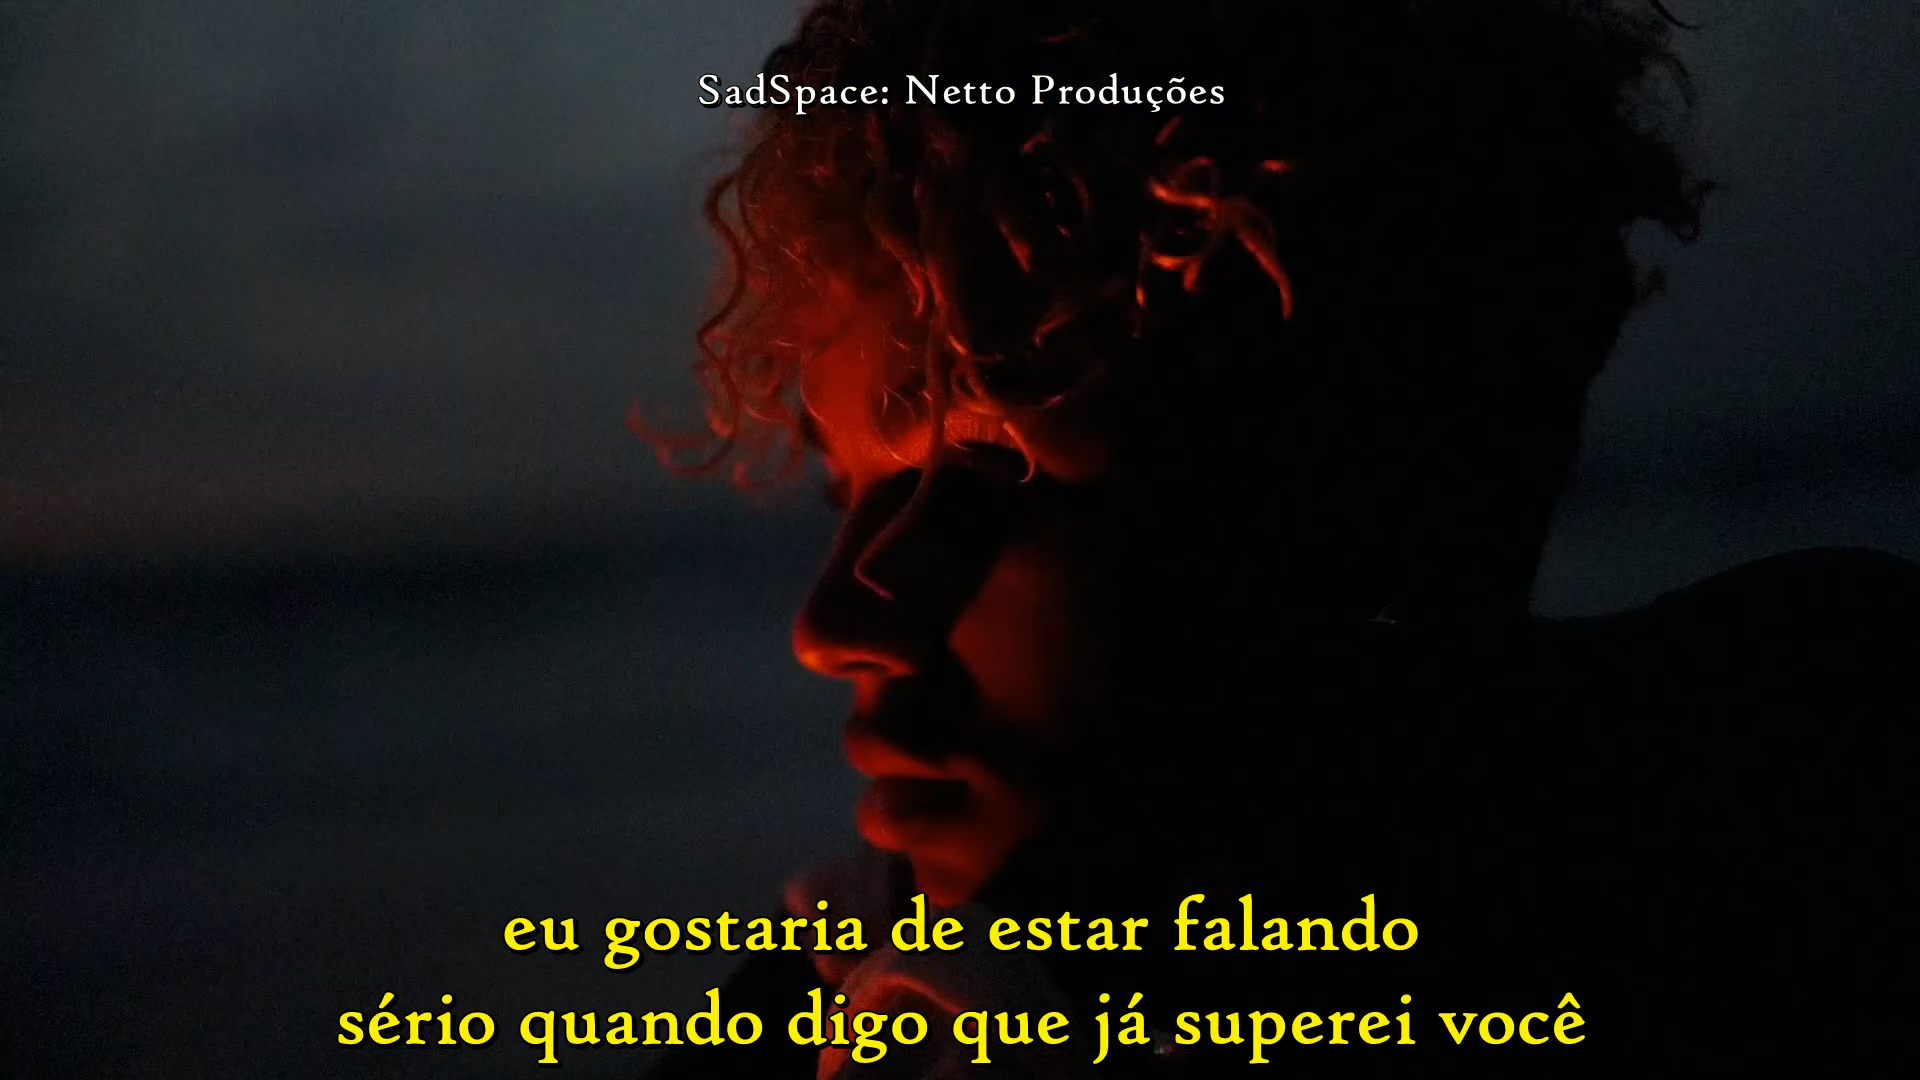 SadSpace: Netto Produções
eu gostaria de estar falando
sério quando digo que já superei você